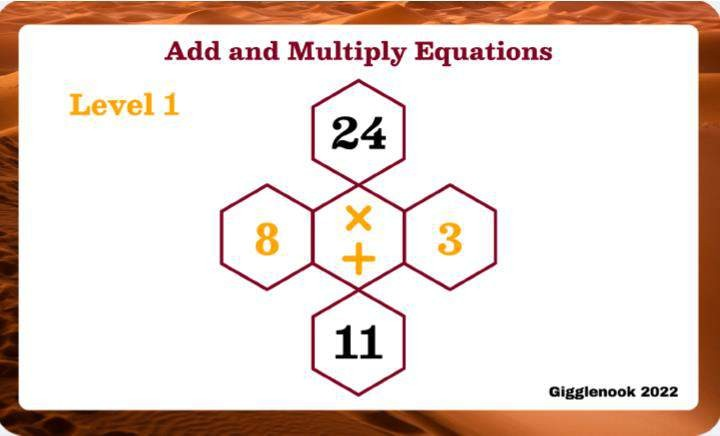 Add and Multiply Equations
Level 1
24
8 × 3
+
11
Gigglenook 2022